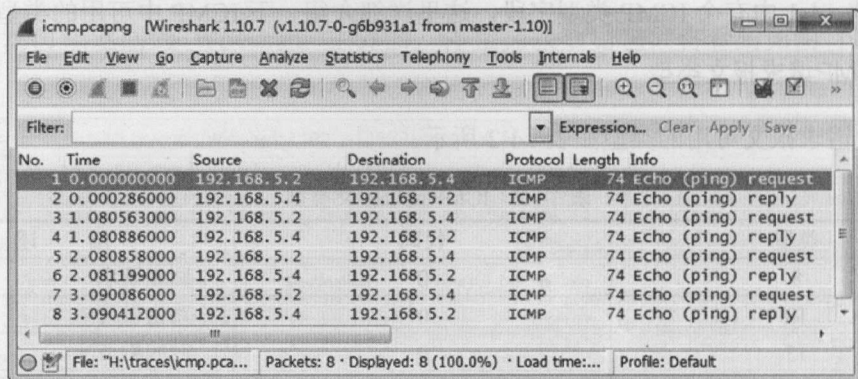 icmp.pcapng [Wireshark 1.10.7 (v1.10.7-0-g6b931a1 from master-1.10)]
File Edit View Go Capture Analyze Statistics Telephony Tools Internals Help
Filter: Expression... Clear Apply Save
No. Time Source Destination Protocol Length Info
1 0.000000000 192.168.5.2 192.168.5.4 ICMP 74 Echo (ping) request
2 0.000286000 192.168.5.4 192.168.5.2 ICMP 74 Echo (ping) reply
3 1.080563000 192.168.5.2 192.168.5.4 ICMP 74 Echo (ping) request
4 1.080886000 192.168.5.4 192.168.5.2 ICMP 74 Echo (ping) reply
5 2.080858000 192.168.5.2 192.168.5.4 ICMP 74 Echo (ping) request
6 2.081199000 192.168.5.4 192.168.5.2 ICMP 74 Echo (ping) reply
7 3.090086000 192.168.5.2 192.168.5.4 ICMP 74 Echo (ping) request
8 3.090412000 192.168.5.4 192.168.5.2 ICMP 74 Echo (ping) reply
File: "H:\traces\icmp.pca... Packets: 8 · Displayed: 8 (100.0%) · Load time:... Profile: Default